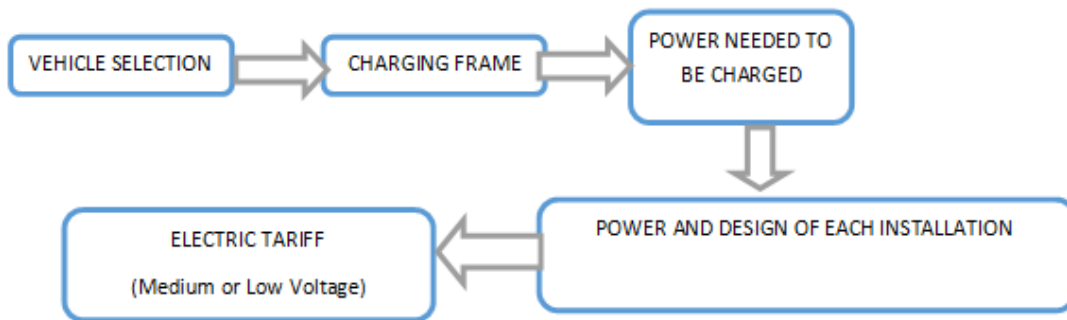 VEHICLE SELECTION
CHARGING FRAME
POWER NEEDED TO
BE CHARGED
POWER AND DESIGN OF EACH INSTALLATION
ELECTRIC TARIFF
(Medium or Low Voltage)